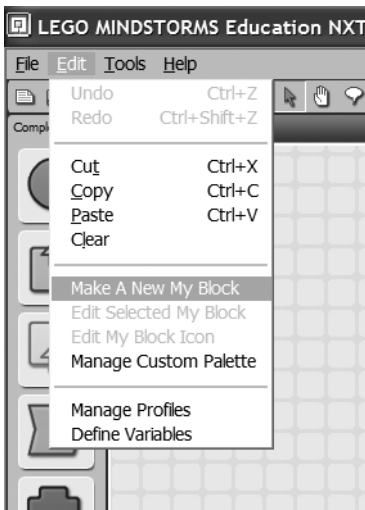 LEGO MINDSTORMS Education NXT
File Edit Tools Help
Compl
Undo Ctrl+Z
Redo Ctrl+Shift+Z
Cut Ctrl+X
Copy Ctrl+C
Paste Ctrl+V
Clear
Make A New My Block
Edit Selected My Block
Edit My Block Icon
Manage Custom Palette
Manage Profiles
Define Variables